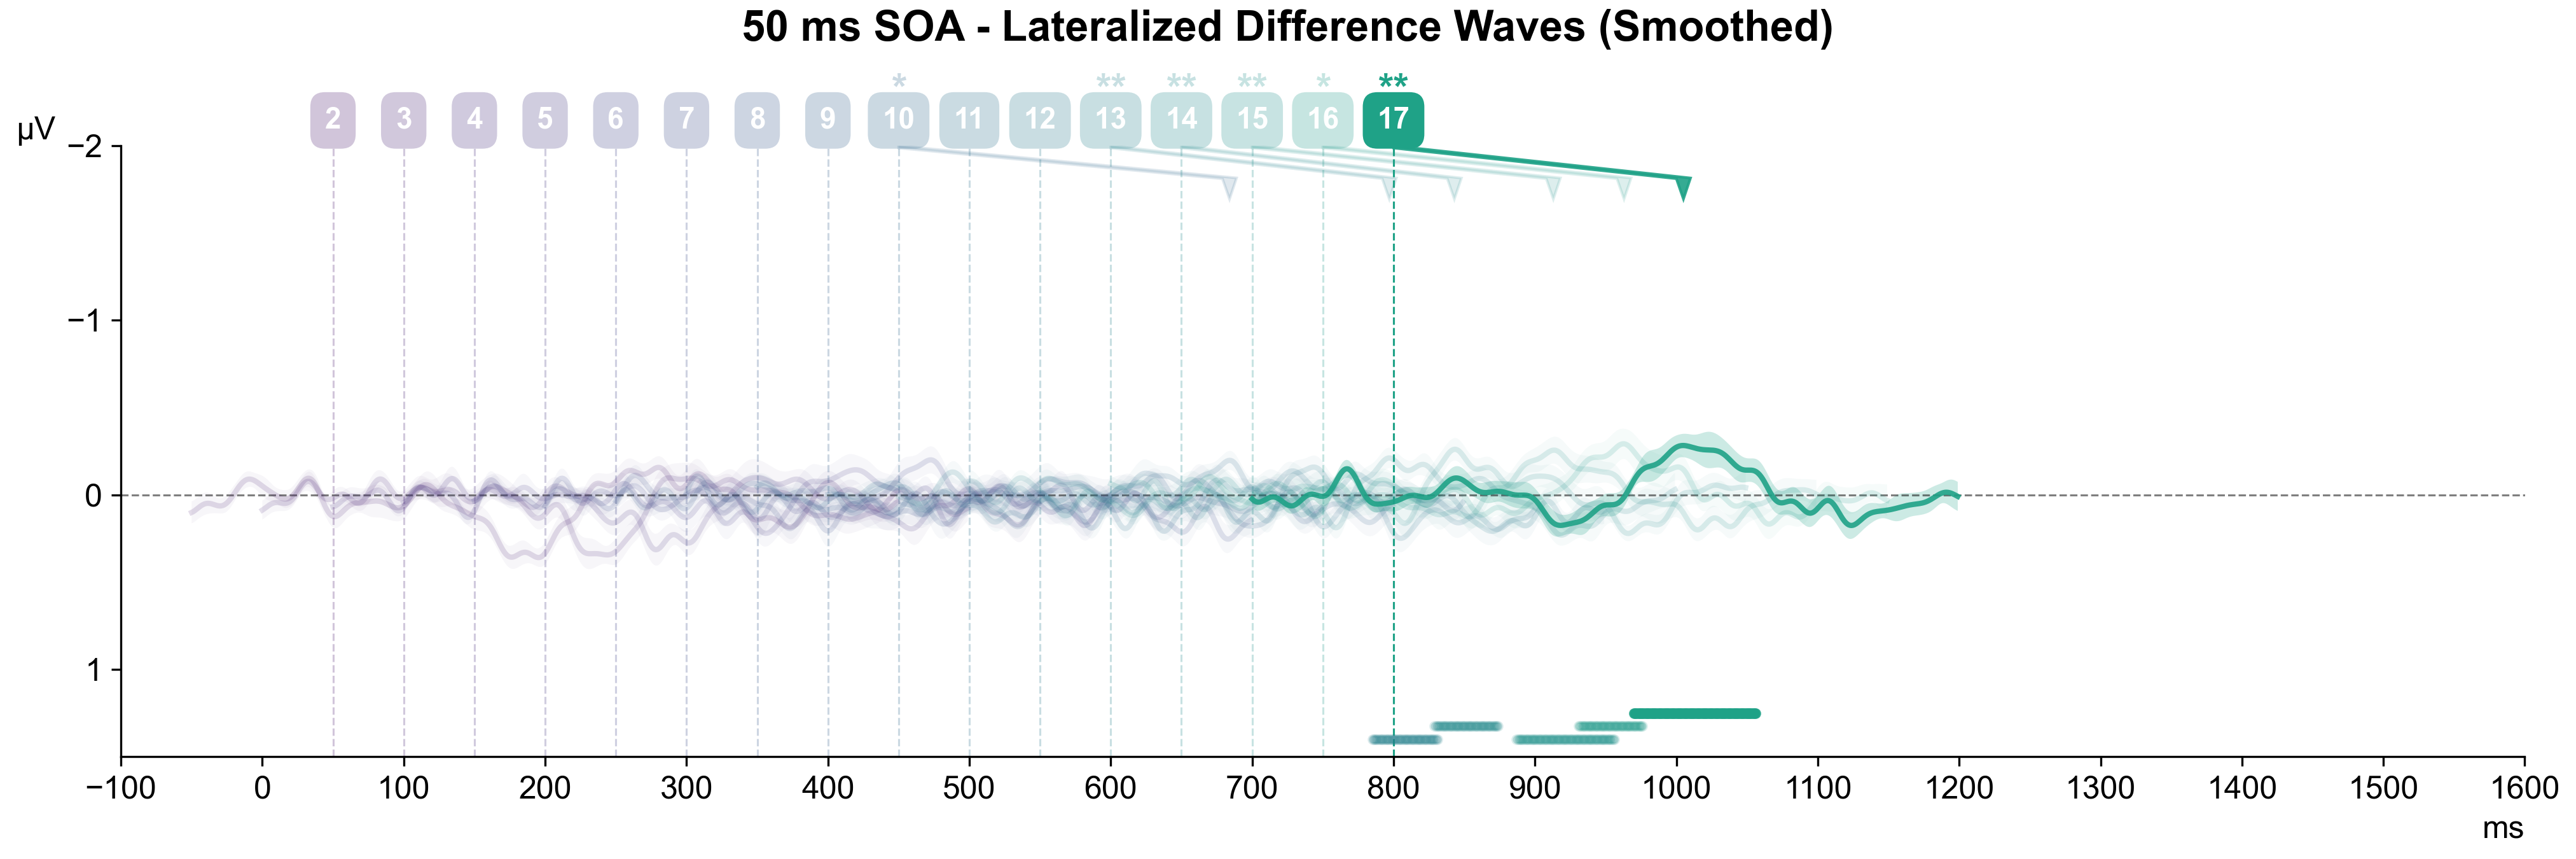 50 ms SOA - Lateralized Difference Waves (Smoothed)
* ** ** ** * **
2 3 4 5 6 7 8 9 10 11 12 13 14 15 16 17
µV
−2
−1
0
1
−100 0 100 200 300 400 500 600 700 800 900 1000 1100 1200 1300 1400 1500 1600
ms